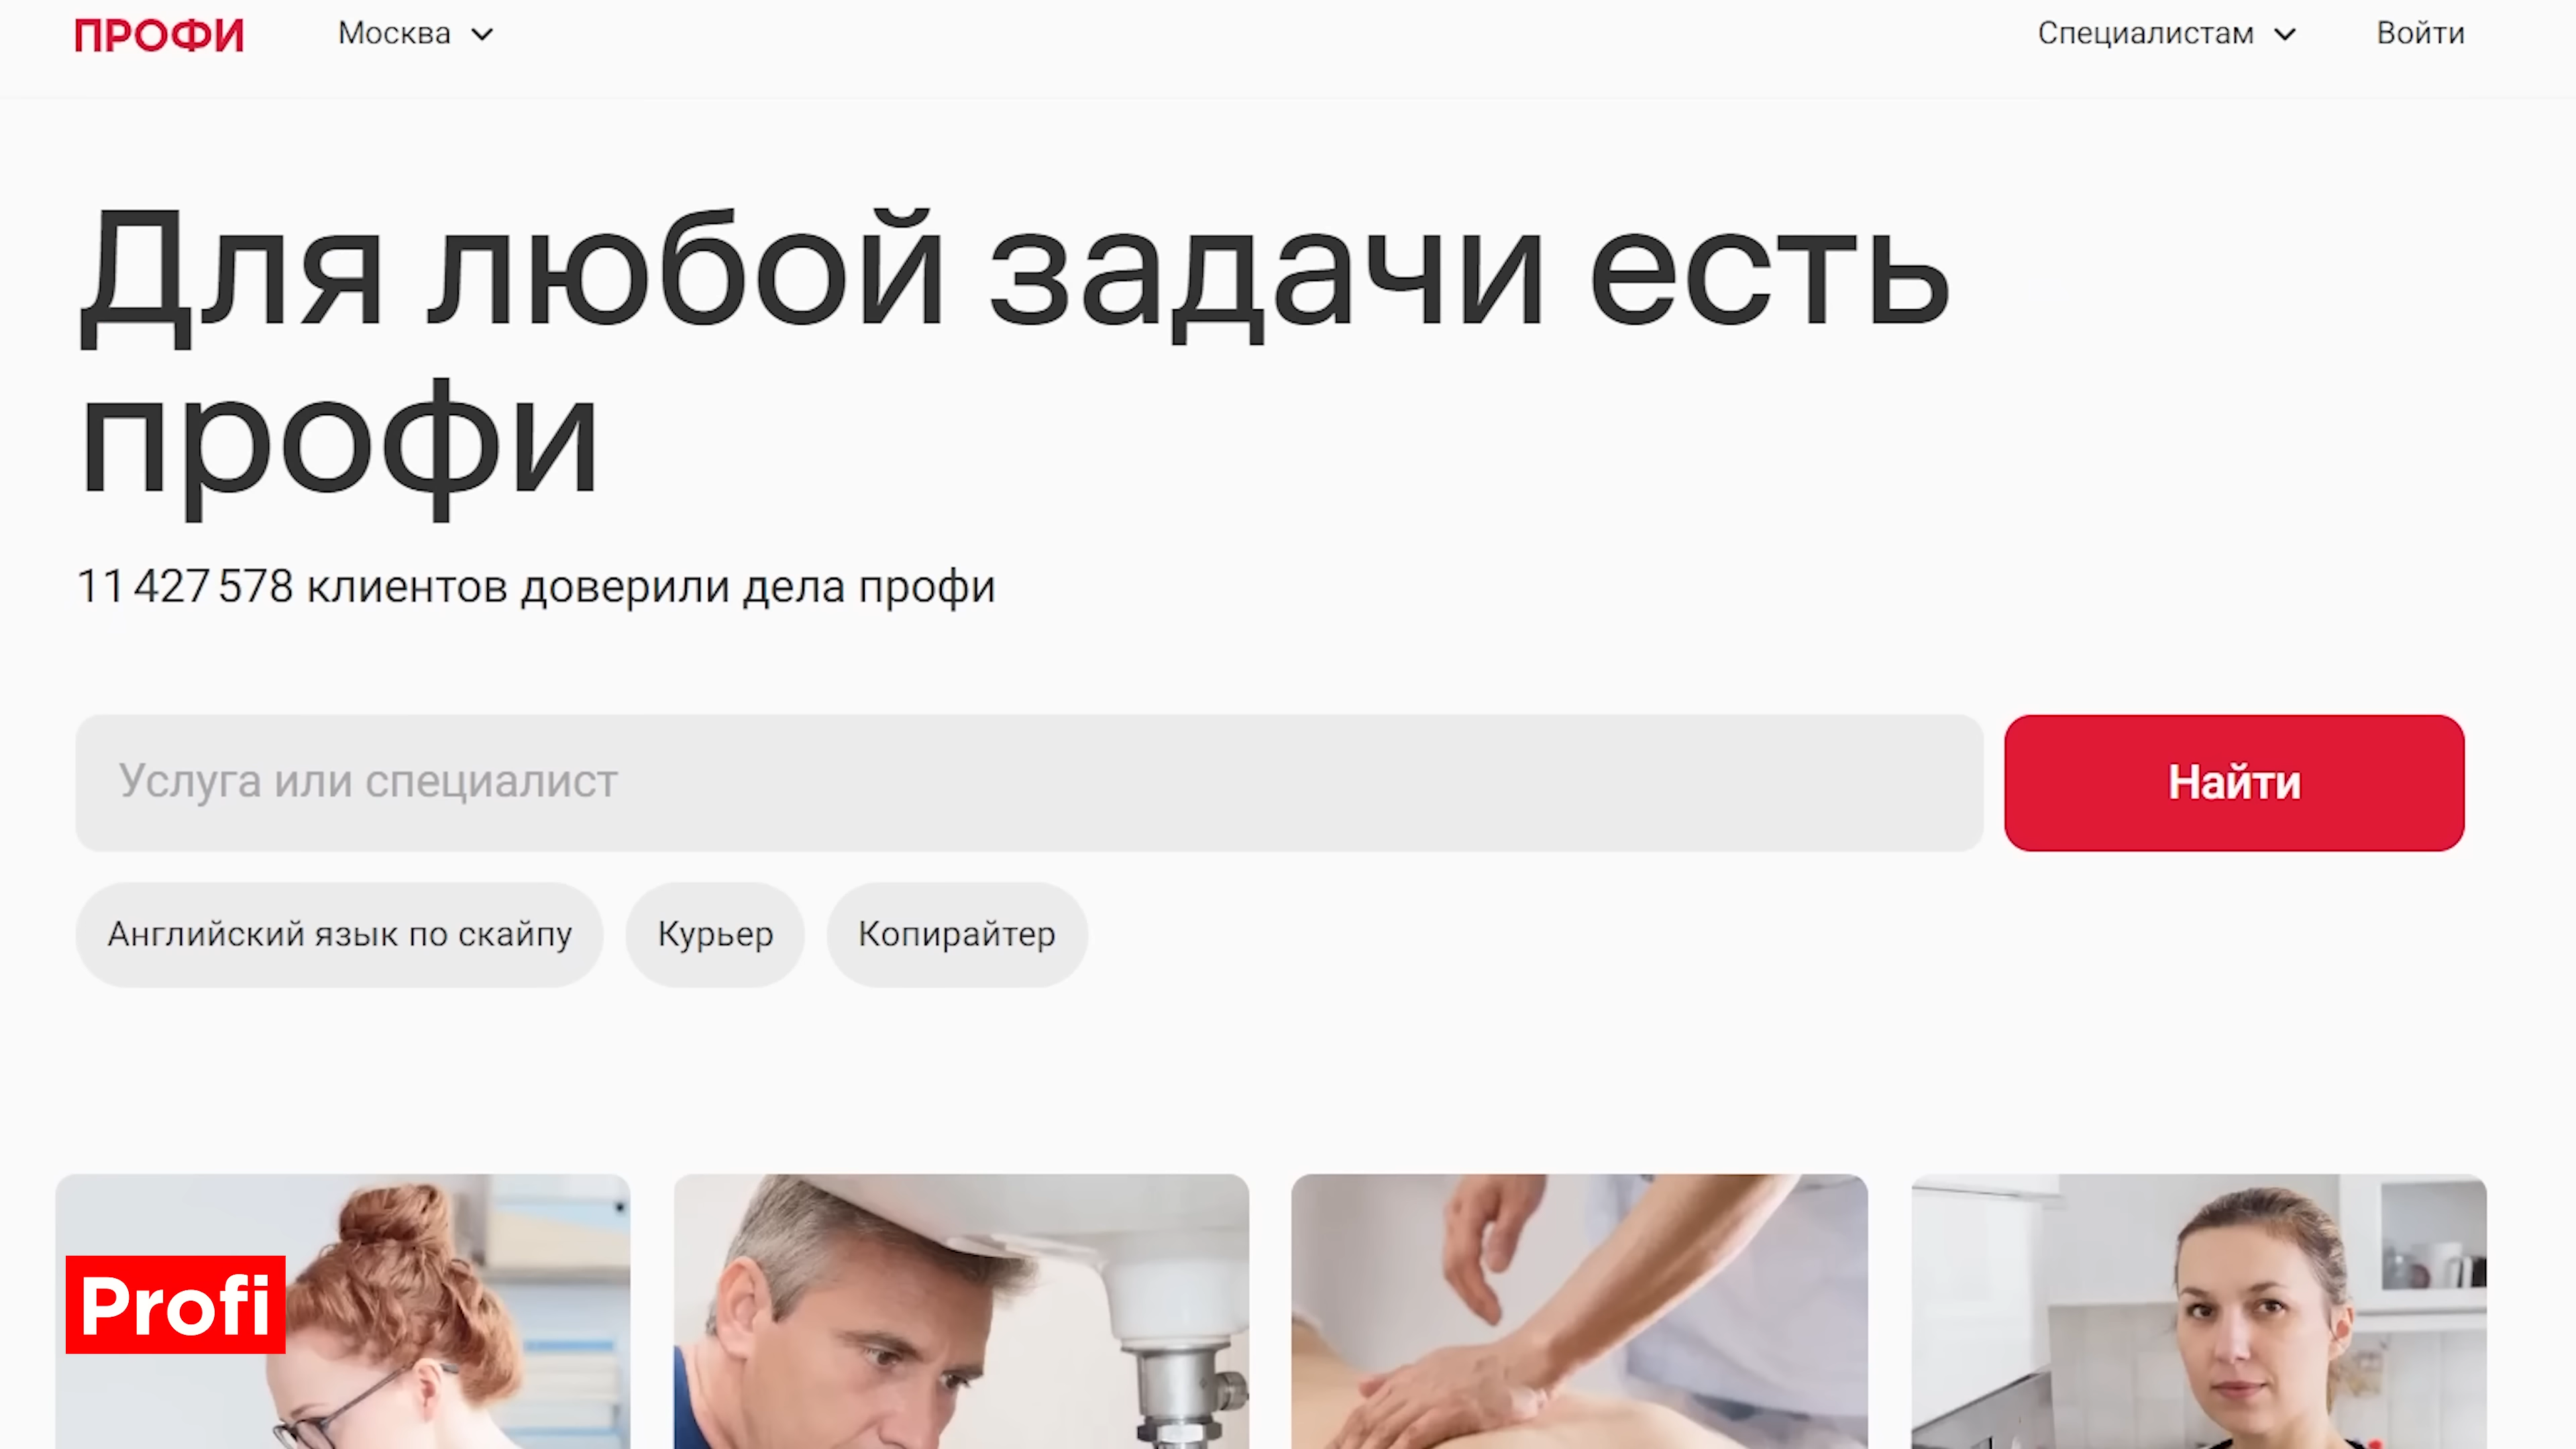 ПРОФИ
Москва
Специалистам
Войти
Для любой задачи есть
профи
11 427 578 клиентов доверили дела профи
Услуга или специалист
Найти
Английский язык по скайпу
Курьер
Копирайтер
Profi